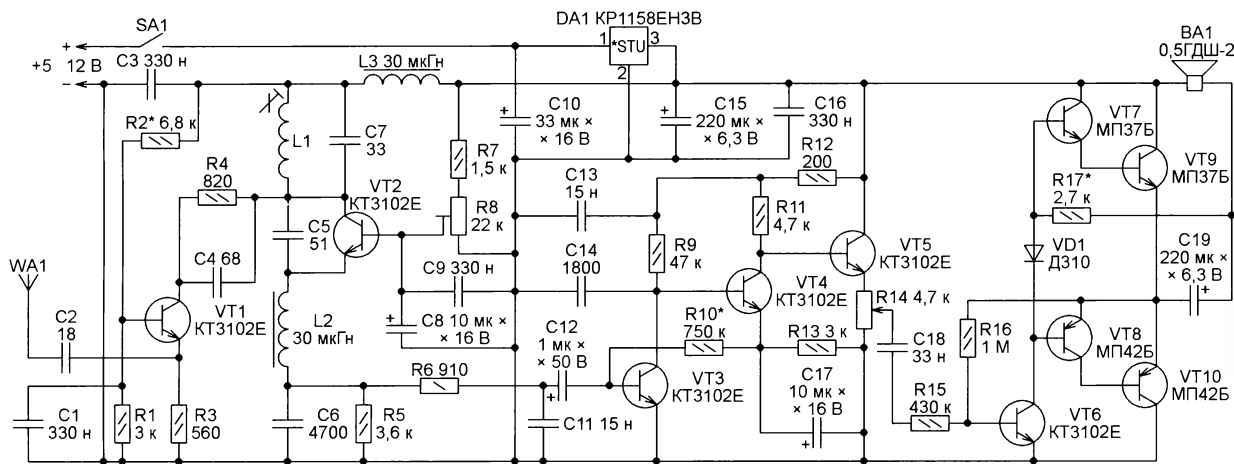 SA1
+
+5 12 В
−
C3 330 н
DA1 КР1158ЕН3В
1
*STU
3
2
BA1
0,5ГДШ-2
L3 30 мкГн
R2* 6,8 к
L1
C7
33
C10
33 мк ×
× 16 В
C15
220 мк ×
× 6,3 В
C16
330 н
VT7
МП37Б
R4
820
VT2
КТ3102Е
R7
1,5 к
R12
200
VT9
МП37Б
C13
15 н
R11
4,7 к
R17*
2,7 к
C5
51
R8
22 к
WA1
C4 68
C9 330 н
C14
1800
R9
47 к
VT5
КТ3102Е
VD1
Д310
C19
220 мк ×
× 6,3 В
+
VT1
КТ3102Е
VT4
КТ3102Е
R14 4,7 к
C2
18
L2
30 мкГн
C8 10 мк ×
× 16 В
C12
1 мк ×
× 50 В
R10*
750 к
R13 3 к
C18
33 н
R16
1 М
VT8
МП42Б
R6 910
VT3
КТ3102Е
C17
10 мк ×
× 16 В
R15
430 к
VT10
МП42Б
C1
330 н
R1
3 к
R3
560
C6
4700
R5
3,6 к
C11 15 н
VT6
КТ3102Е